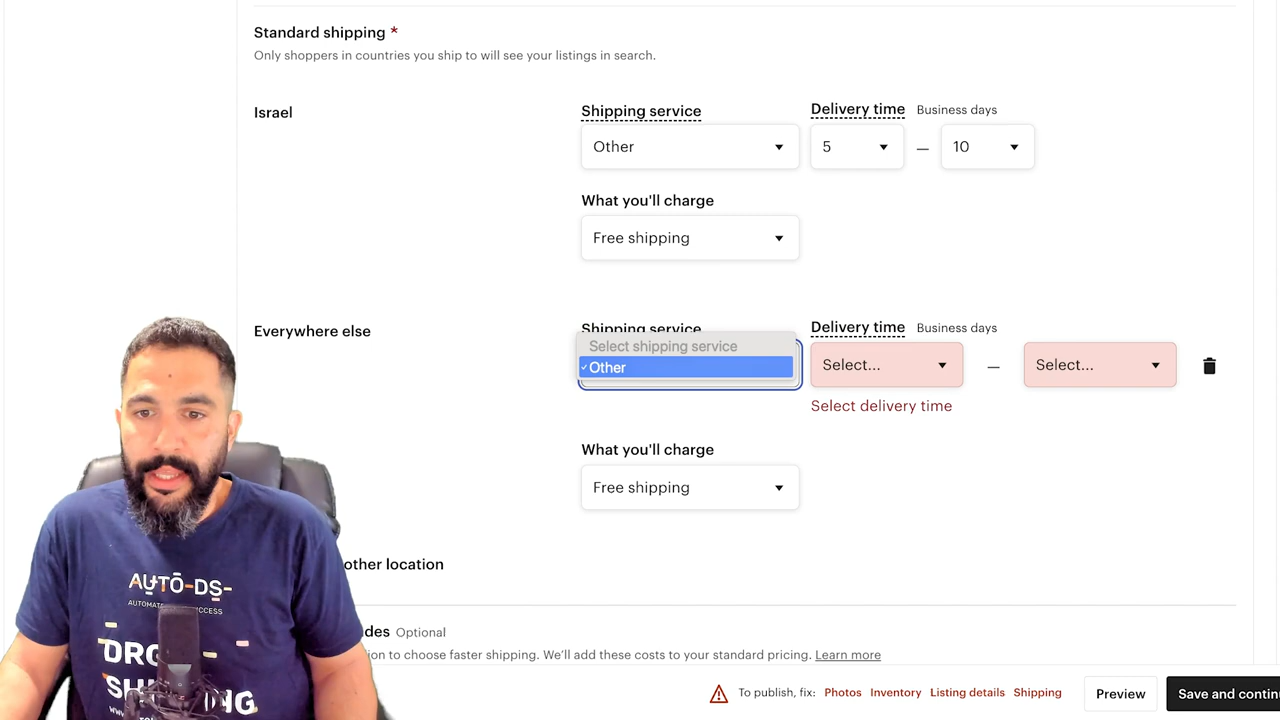 Standard shipping *
Only shoppers in countries you ship to will see your listings in search.
Israel
Shipping service
Delivery time Business days
Other
5 — 10
What you'll charge
Free shipping
Everywhere else
Shipping service
Delivery time Business days
Select shipping service
✓ Other
Select... — Select...
Select delivery time
What you'll charge
Free shipping
other location
Optional
to choose faster shipping. We'll add these costs to your standard pricing. Learn more
To publish, fix: Photos Inventory Listing details Shipping
Preview
Save and contin
AUTO-DS-
AUTOMATE